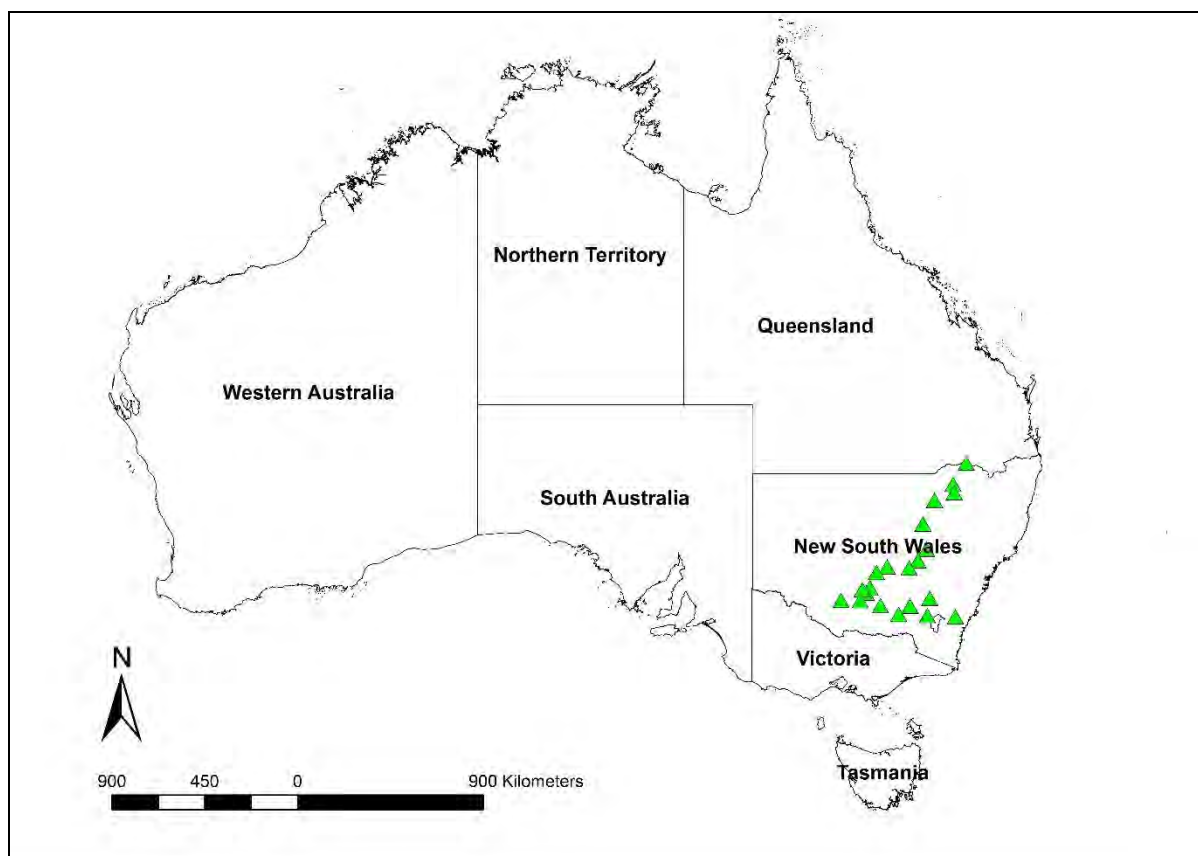 Northern Territory
Queensland
Western Australia
South Australia
New South Wales
Victoria
N
Tasmania
900 450 0 900 Kilometers